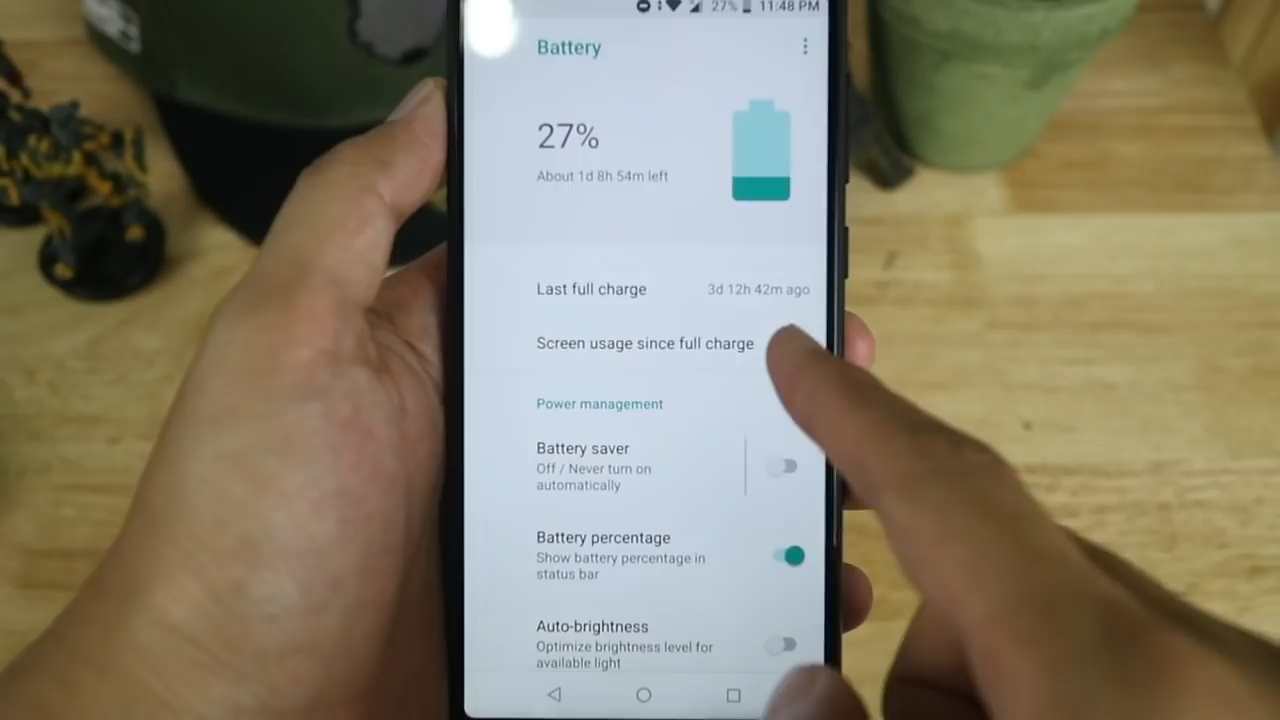 27% 11:48 PM
Battery
27%
About 1d 8h 54m left
Last full charge 3d 12h 42m ago
Screen usage since full charge
Power management
Battery saver
Off / Never turn on
automatically
Battery percentage
Show battery percentage in
status bar
Auto-brightness
Optimize brightness level for
available light